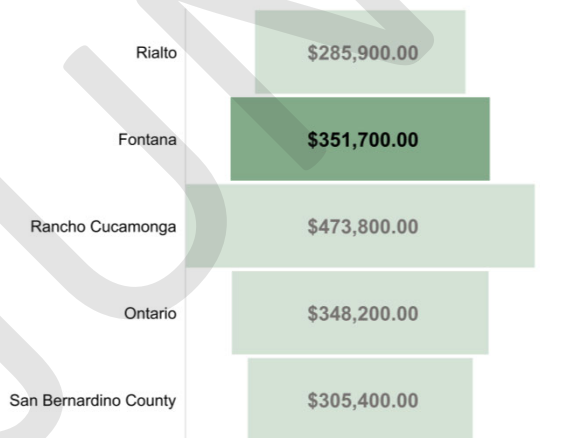 Rialto $285,900.00
Fontana $351,700.00
Rancho Cucamonga $473,800.00
Ontario $348,200.00
San Bernardino County $305,400.00